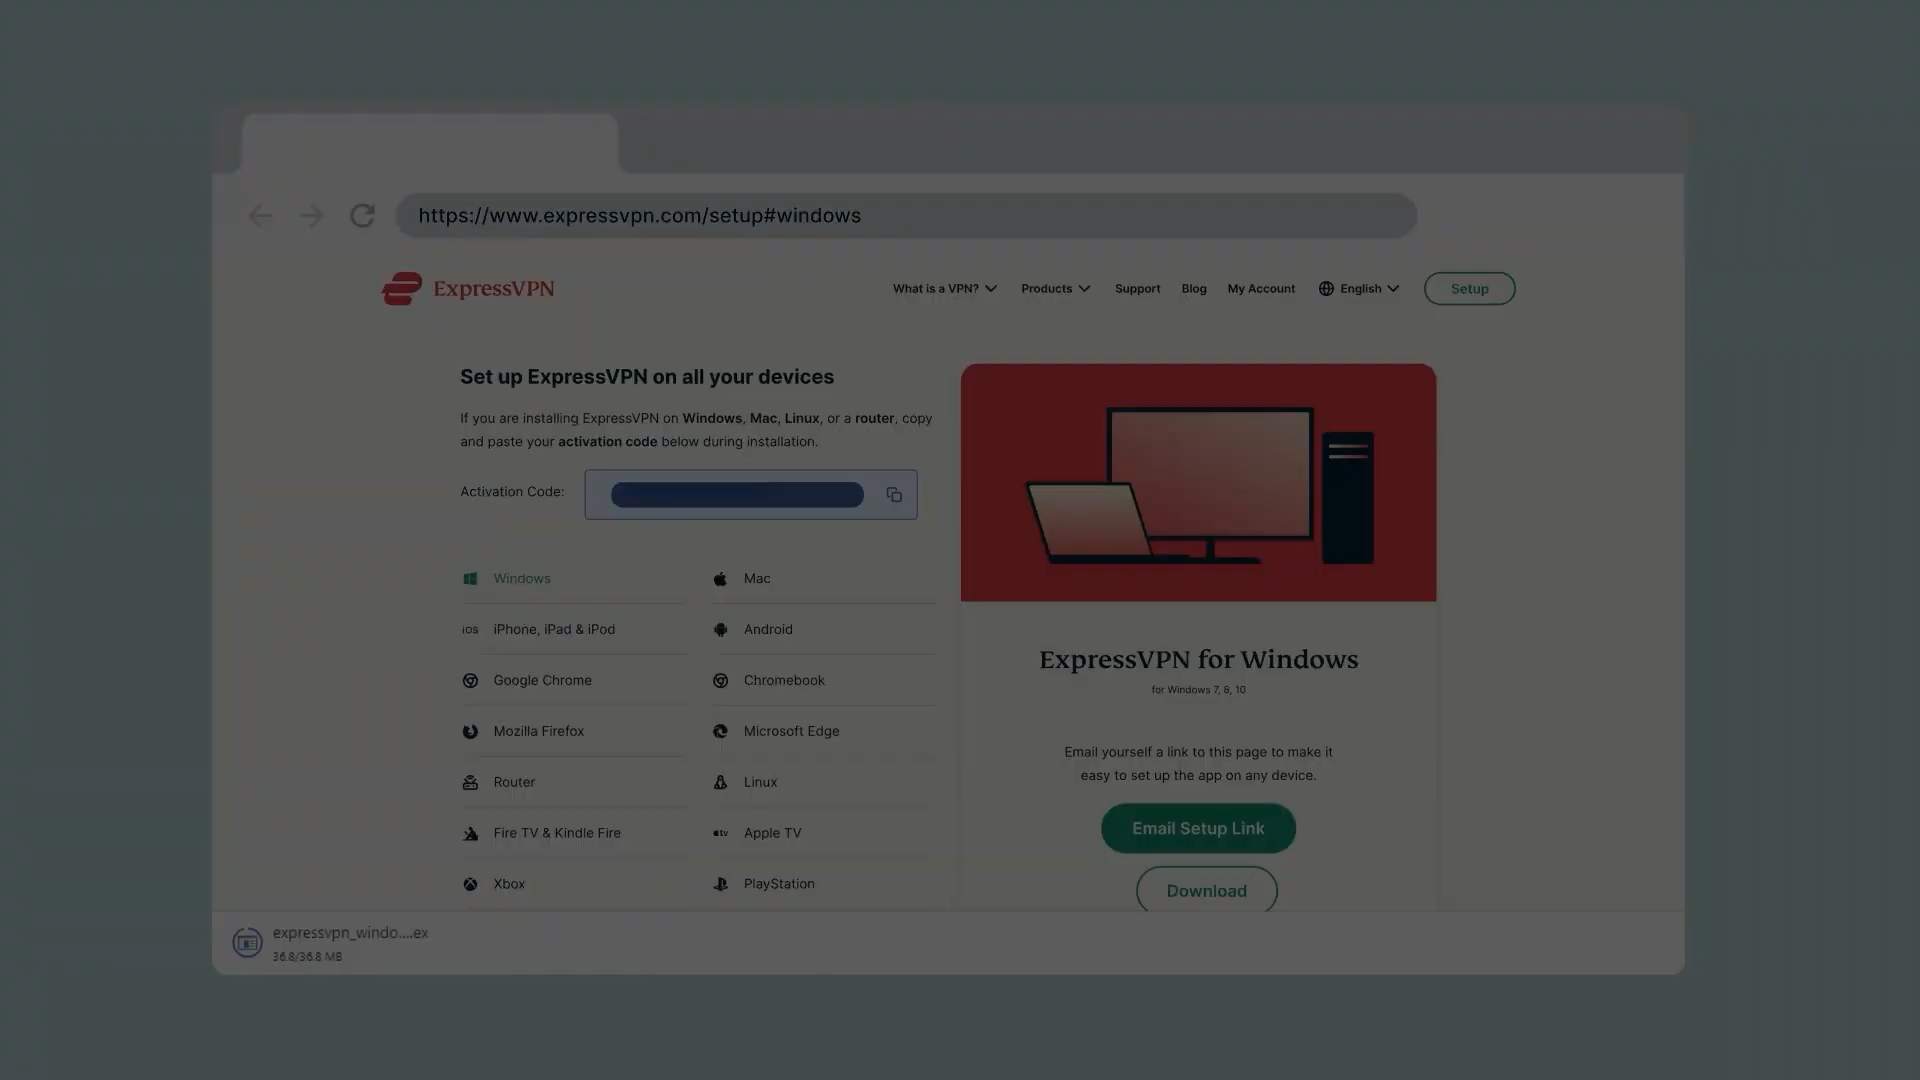 https://www.expressvpn.com/setup#windows
ExpressVPN
What is a VPN? Products Support Blog My Account English Setup
Set up ExpressVPN on all your devices
If you are installing ExpressVPN on Windows, Mac, Linux, or a router, copy
and paste your activation code below during installation.
Activation Code:
Windows
Mac
ios iPhone, iPad & iPod
Android
Google Chrome
Chromebook
Mozilla Firefox
Microsoft Edge
Router
Linux
Fire TV & Kindle Fire
tv Apple TV
Xbox
PlayStation
ExpressVPN for Windows
for Windows 7, 8, 10
Email yourself a link to this page to make it
easy to set up the app on any device.
Email Setup Link
Download
expressvpn_windo....ex
36.8/36.8 MB